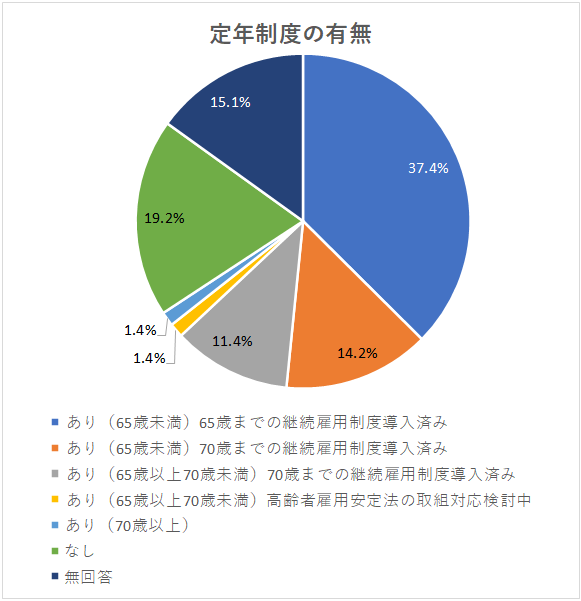 定年制度の有無
15.1%
37.4%
19.2%
1.4%
1.4%
11.4%
14.2%
あり（65歳未満）65歳までの継続雇用制度導入済み
あり（65歳未満）70歳までの継続雇用制度導入済み
あり（65歳以上70歳未満）70歳までの継続雇用制度導入済み
あり（65歳以上70歳未満）高齢者雇用安定法の取組対応検討中
あり（70歳以上）
なし
無回答